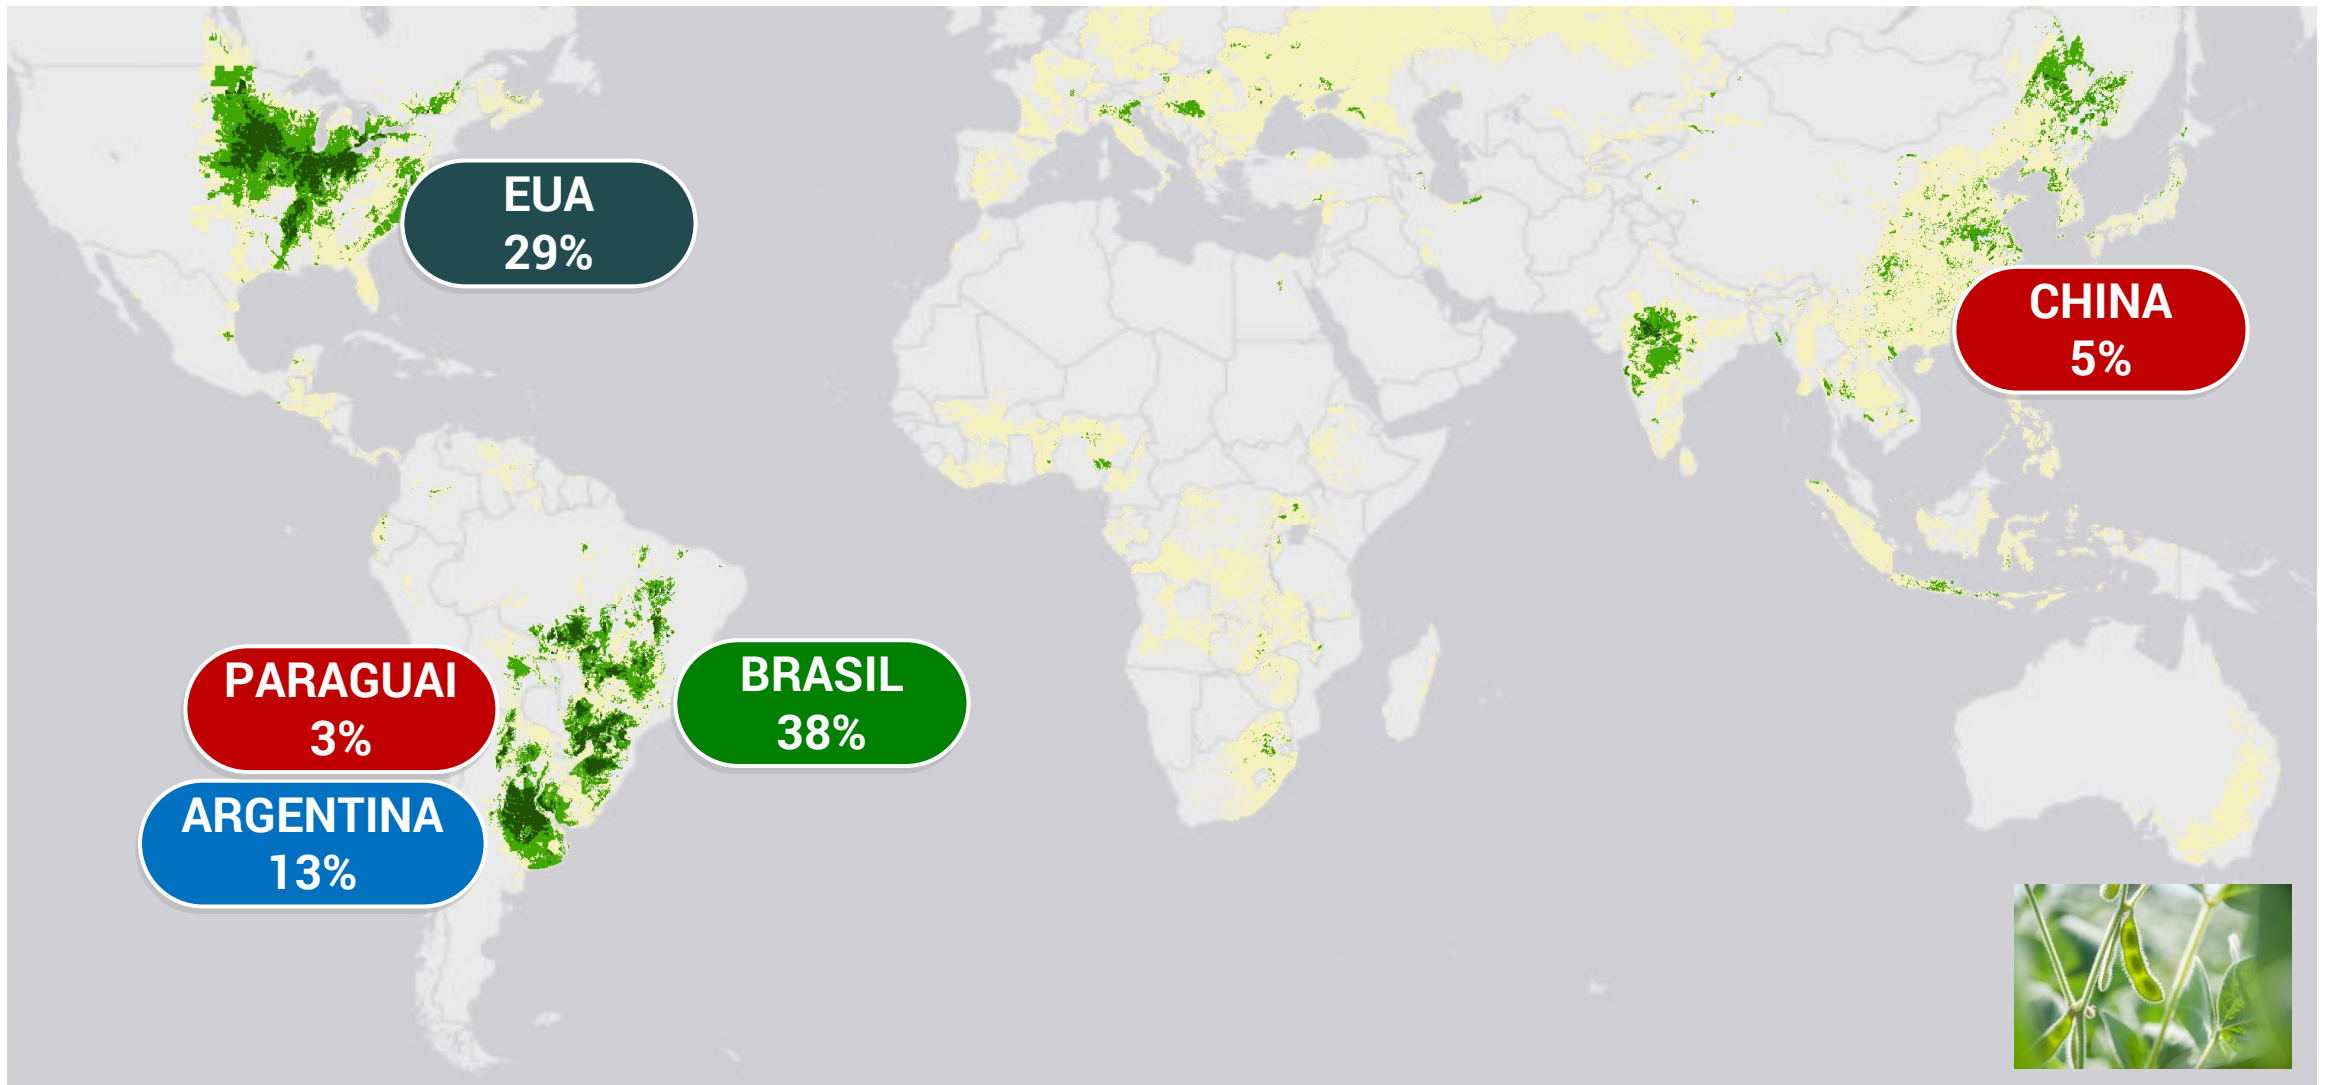 EUA
29%
CHINA
5%
PARAGUAI
3%
BRASIL
38%
ARGENTINA
13%